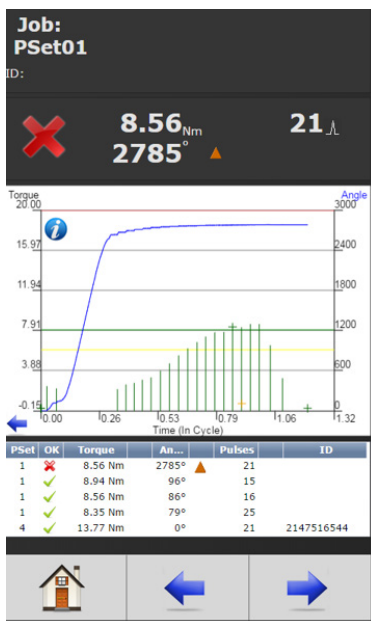 Job:
PSet01
ID:
8.56 Nm 21
2785°
Torque Angle
20.00 3000
15.97 2400
11.94 1800
7.91 1200
3.88 600
-0.15 0
0.00 0.26 0.53 0.79 1.06 1.32
Time (In Cycle)
PSet OK Torque An... Pulses ID
1 8.56 Nm 2785° 21
1 8.94 Nm 96° 15
1 8.56 Nm 86° 16
1 8.35 Nm 79° 25
4 13.77 Nm 0° 21 2147516544